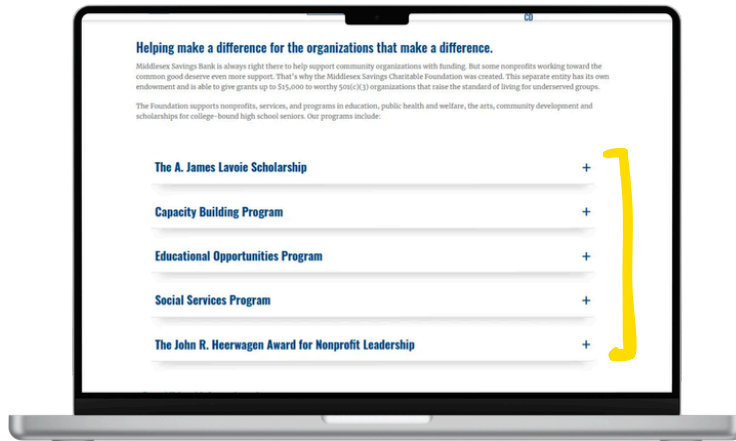 CO
Helping make a difference for the organizations that make a difference.
Middlesex Savings Bank is always right there to help support community organizations with funding. But some nonprofits working toward the
common good deserve even more support. That's why the Middlesex Savings Charitable Foundation was created. This separate entity has its own
endowment and is able to give grants up to $15,000 to worthy 501(c)(3) organizations that raise the standard of living for underserved groups.
The Foundation supports nonprofits, services, and programs in education, public health and welfare, the arts, community development and
scholarships for college-bound high school seniors. Our programs include:
The A. James Lavoie Scholarship +
Capacity Building Program +
Educational Opportunities Program +
Social Services Program +
The John R. Heerwagen Award for Nonprofit Leadership +